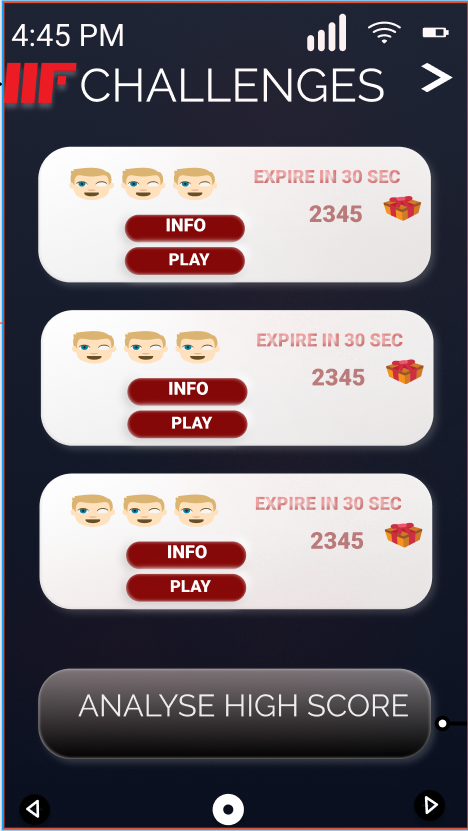 4:45 PM
CHALLENGES
EXPIRE IN 30 SEC
2345
INFO
PLAY
EXPIRE IN 30 SEC
2345
INFO
PLAY
EXPIRE IN 30 SEC
2345
INFO
PLAY
ANALYSE HIGH SCORE